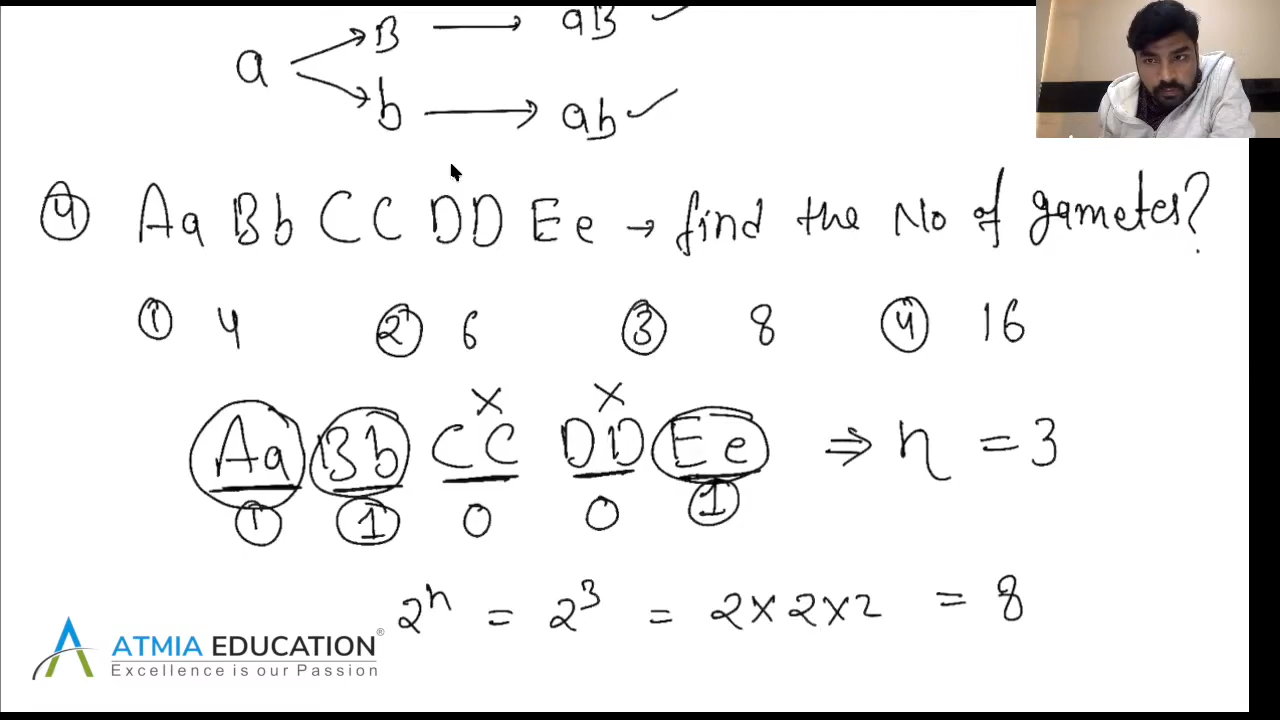 B → aB ✓
a
b → ab ✓
④ Aa Bb CC DD Ee → find the No of gametes?
① 4 ② 6 ③ 8 ④ 16
× ×
Aa Bb CC DD Ee ⇒ n = 3
① ① 0 0 ①
2ⁿ = 2³ = 2×2×2 = 8
ATMIA EDUCATION®
Excellence is our Passion